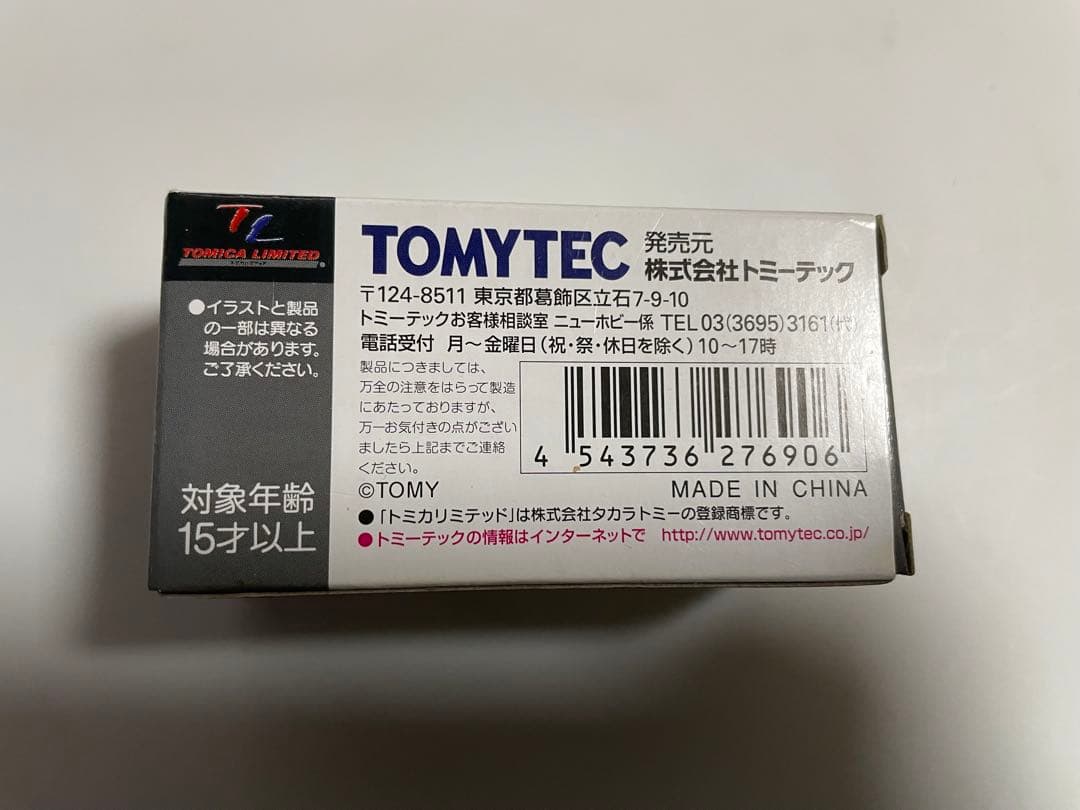 TL
TOMICA LIMITED
●イラストと製品
の一部は異なる
場合があります。
ご了承ください。
対象年齢
15才以上
TOMYTEC 発売元
株式会社トミーテック
〒124-8511 東京都葛飾区立石7-9-10
トミーテックお客様相談室 ニューホビー係 TEL 03(3695)3161(代)
電話受付 月～金曜日(祝・祭・休日を除く)10～17時
製品につきましては、
万全の注意をはらって製造
にあたっておりますが、
万一お気付きの点がござい
ましたら上記までご連絡
ください。
4 543736 276906
©TOMY MADE IN CHINA
●「トミカリミテッド」は株式会社タカラトミーの登録商標です。
●トミーテックの情報はインターネットで http://www.tomytec.co.jp/